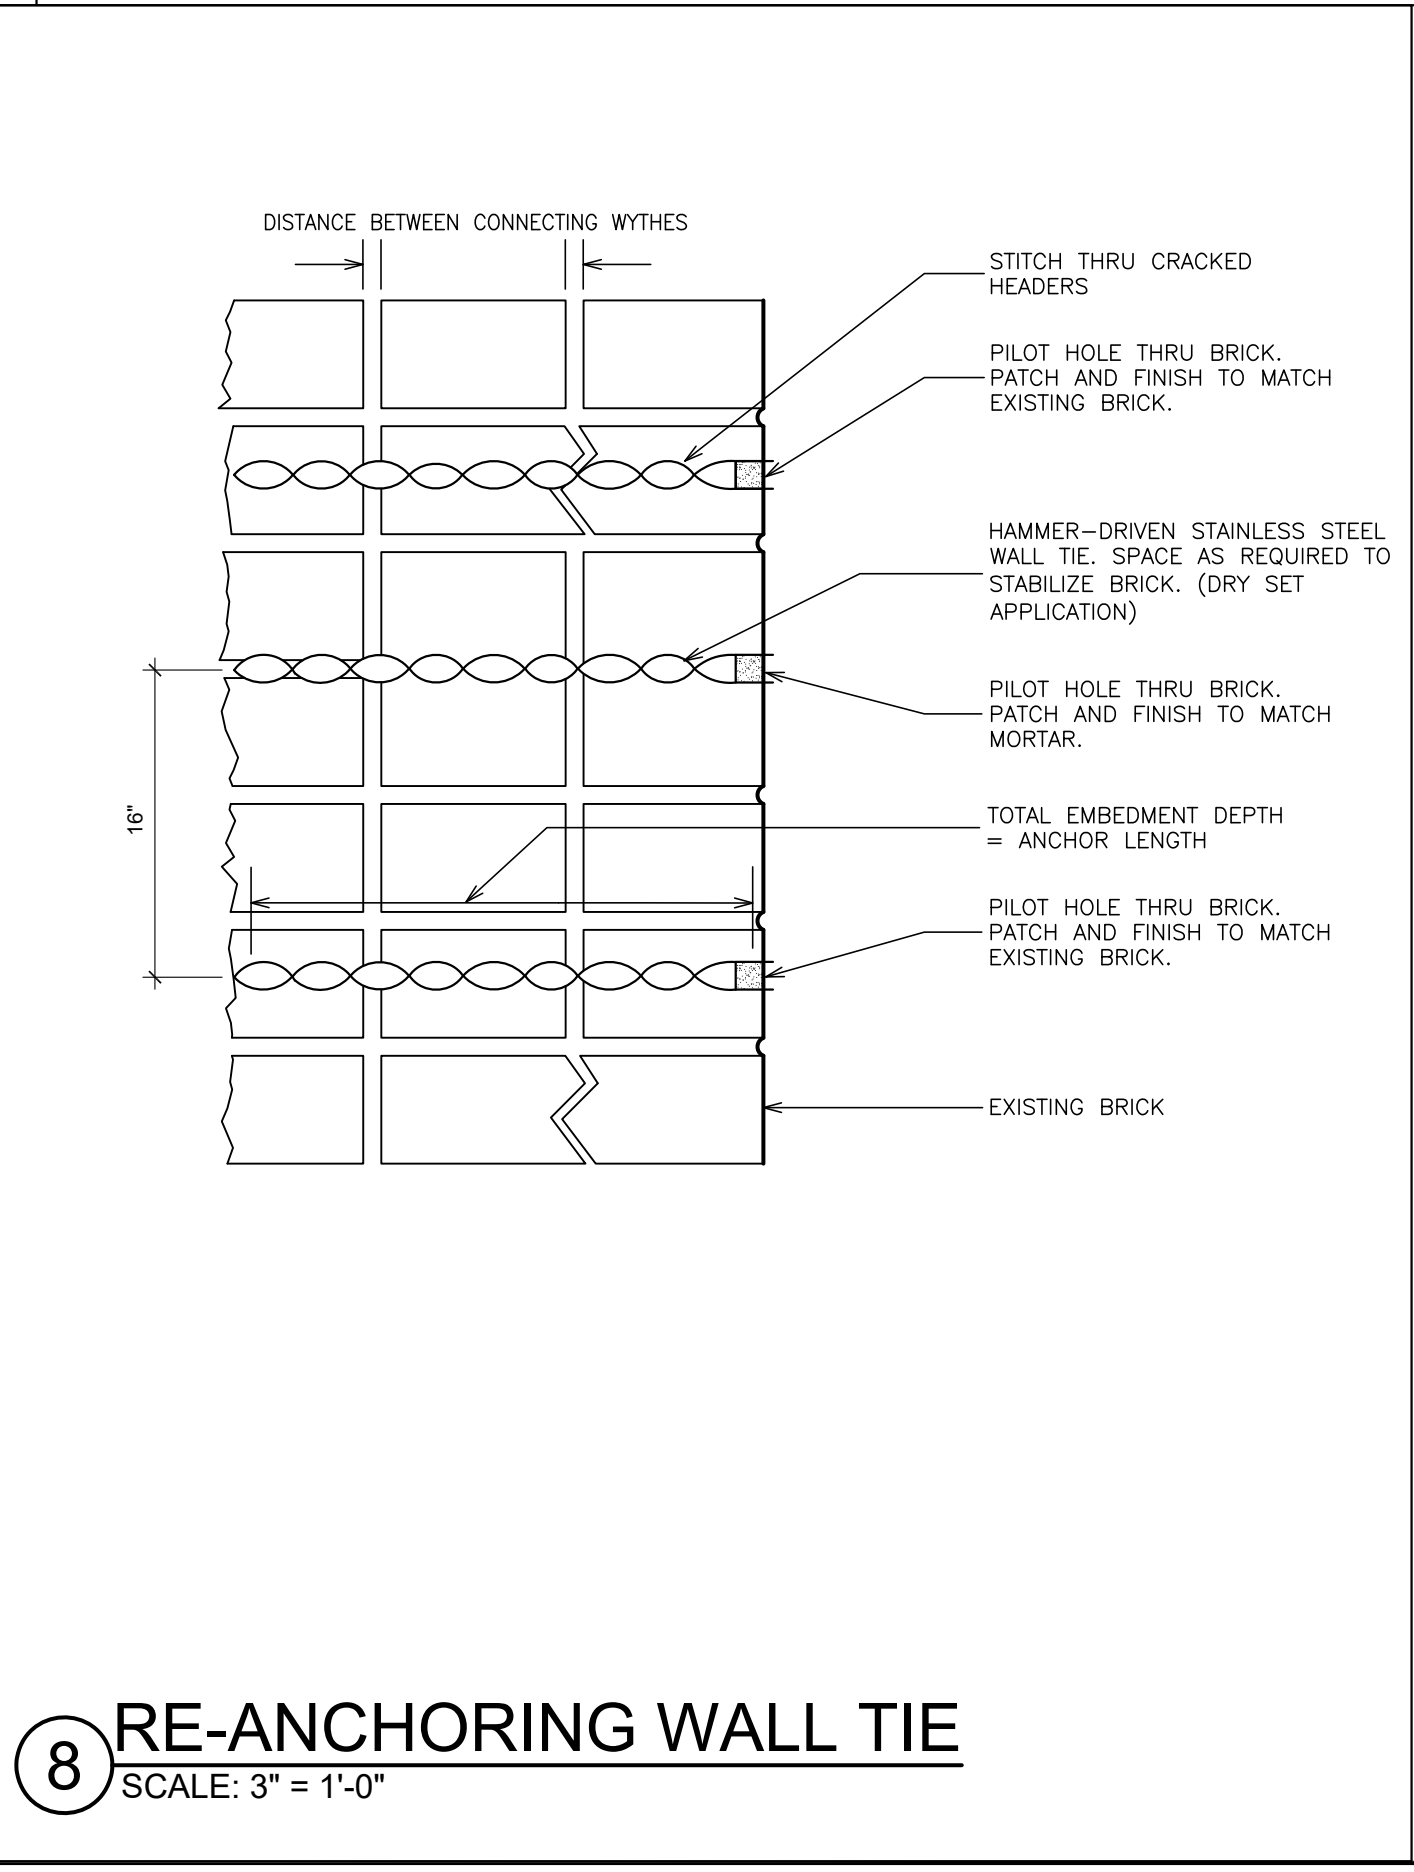 DISTANCE BETWEEN CONNECTING WYTHES
STITCH THRU CRACKED
HEADERS
PILOT HOLE THRU BRICK.
PATCH AND FINISH TO MATCH
EXISTING BRICK.
HAMMER-DRIVEN STAINLESS STEEL
WALL TIE. SPACE AS REQUIRED TO
STABILIZE BRICK. (DRY SET
APPLICATION)
PILOT HOLE THRU BRICK.
PATCH AND FINISH TO MATCH
MORTAR.
16"
TOTAL EMBEDMENT DEPTH
= ANCHOR LENGTH
PILOT HOLE THRU BRICK.
PATCH AND FINISH TO MATCH
EXISTING BRICK.
EXISTING BRICK
8
RE-ANCHORING WALL TIE
SCALE: 3" = 1'-0"